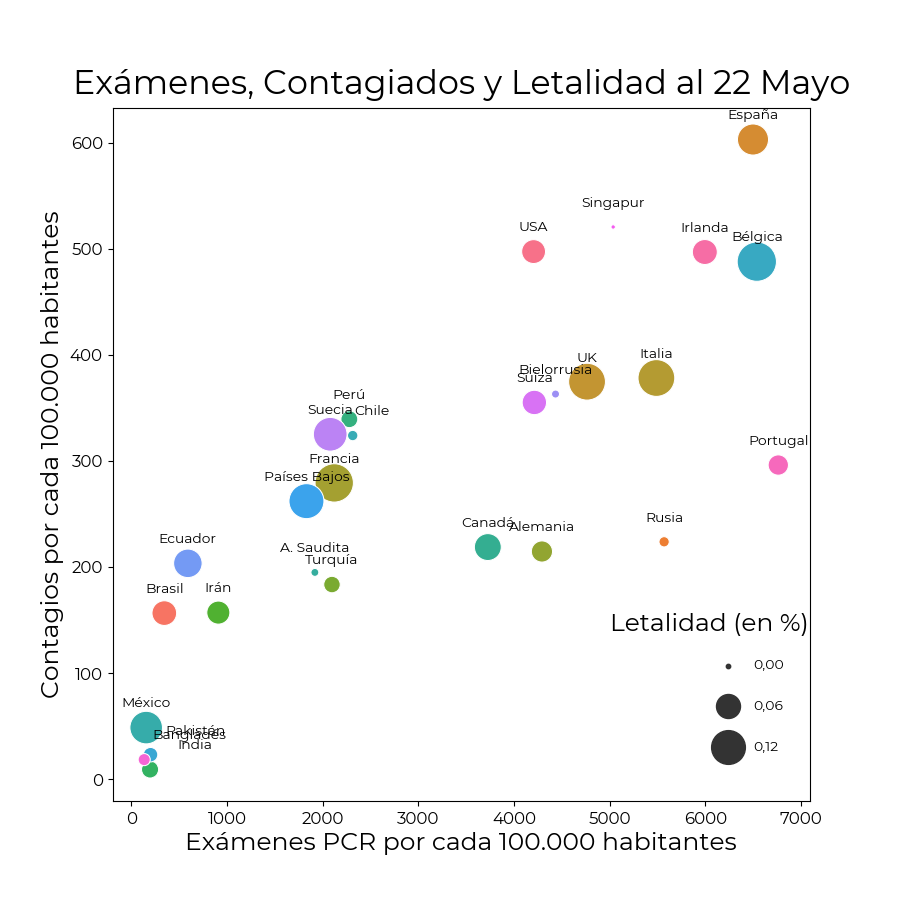 Exámenes, Contagiados y Letalidad al 22 Mayo
España
600
Singapur
USA
Irlanda
Bélgica
500
UK
Italia
Bielorrusia
Suiza
400
Perú
Suecia
Chile
Portugal
300
Francia
Países Bajos
Canadá
Alemania
Rusia
Ecuador
A. Saudita
Turquía
200
Brasil
Irán
Letalidad (en %)
0,00
0,06
0,12
100
México
Pakistán
Bangladés
India
0
Contagios por cada 100.000 habitantes
0 1000 2000 3000 4000 5000 6000 7000
Exámenes PCR por cada 100.000 habitantes